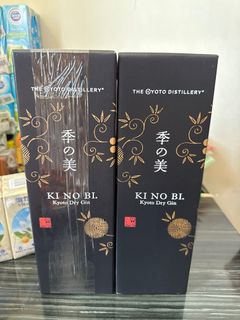 THE KYOTO DISTILLERY®
季の美
KI NO BI.
Kyoto Dry Gin
THE KYOTO DISTILLERY®
季の美
KI NO BI.
Kyoto Dry Gin